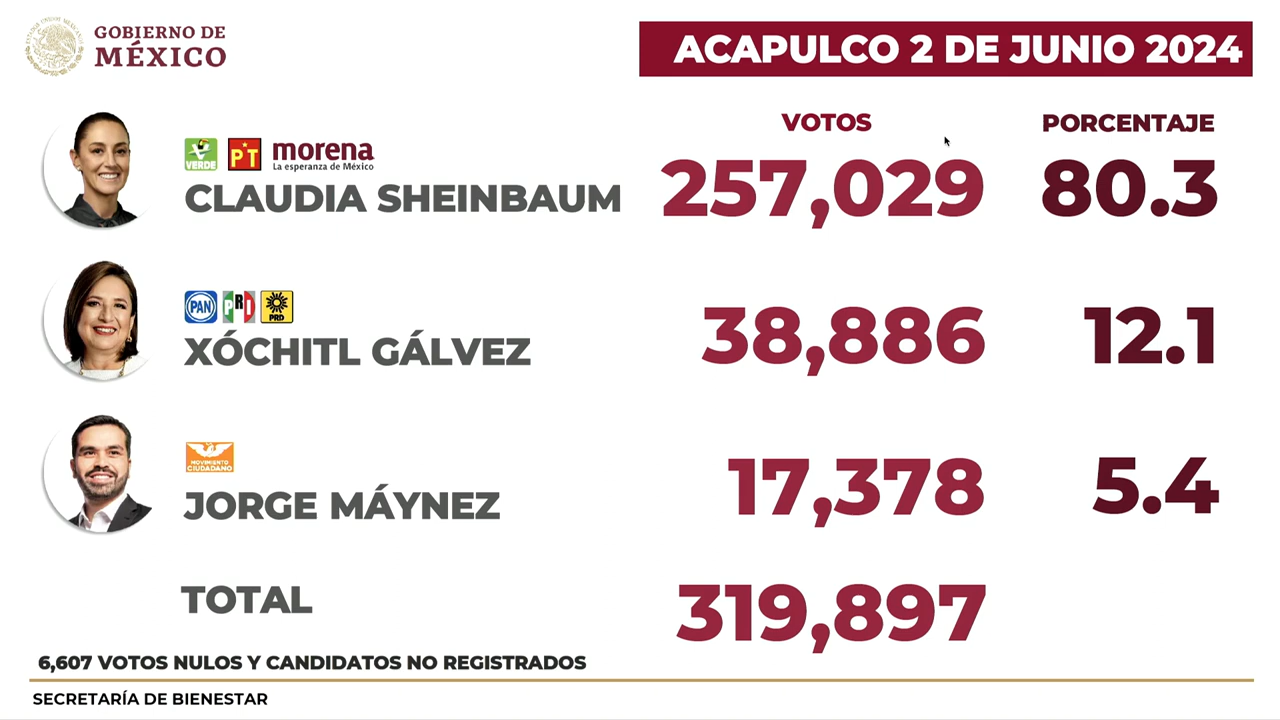 GOBIERNO DE
MÉXICO
ACAPULCO 2 DE JUNIO 2024
VOTOS PORCENTAJE
VERDE PT morena
La esperanza de México
CLAUDIA SHEINBAUM 257,029 80.3
PAN PRI PRD
XÓCHITL GÁLVEZ 38,886 12.1
MOVIMIENTO
CIUDADANO
JORGE MÁYNEZ 17,378 5.4
TOTAL 319,897
6,607 VOTOS NULOS Y CANDIDATOS NO REGISTRADOS
SECRETARÍA DE BIENESTAR